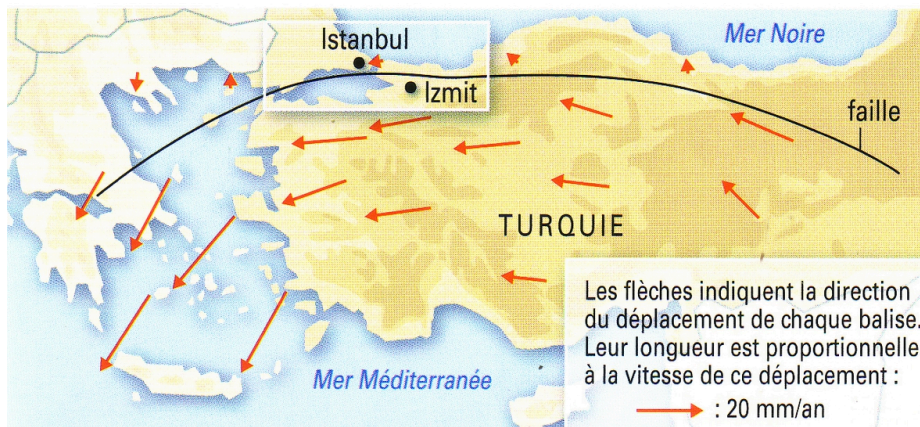 Mer Noire
Istanbul
Izmit
faille
TURQUIE
Mer Méditerranée
Les flèches indiquent la direction
du déplacement de chaque balise.
Leur longueur est proportionnelle
à la vitesse de ce déplacement :
: 20 mm/an